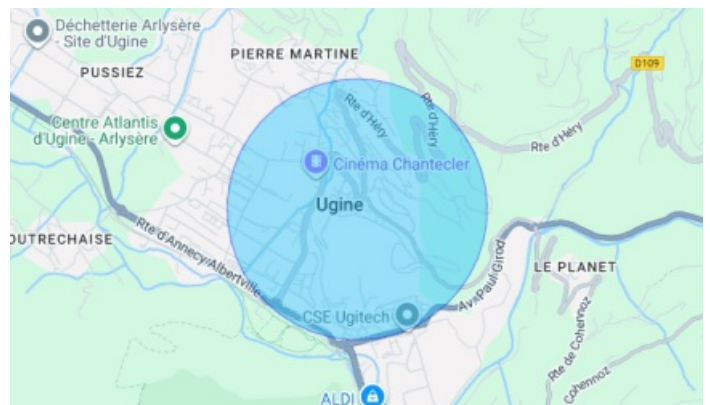 Déchetterie Arlysère
- Site d'Ugine
PIERRE MARTINE
PUSSIEZ
D109
Rte d'Héry
Rte d'Héry
Rte d'Héry
Centre Atlantis
d'Ugine - Arlysère
Cinéma Chantecler
Ugine
OUTRECHAISE
Rte d'Annecy/Albertville
Av. Paul Girod
LE PLANET
CSE Ugitech
Rte de Cohennoz
Cohennoz
ALDI